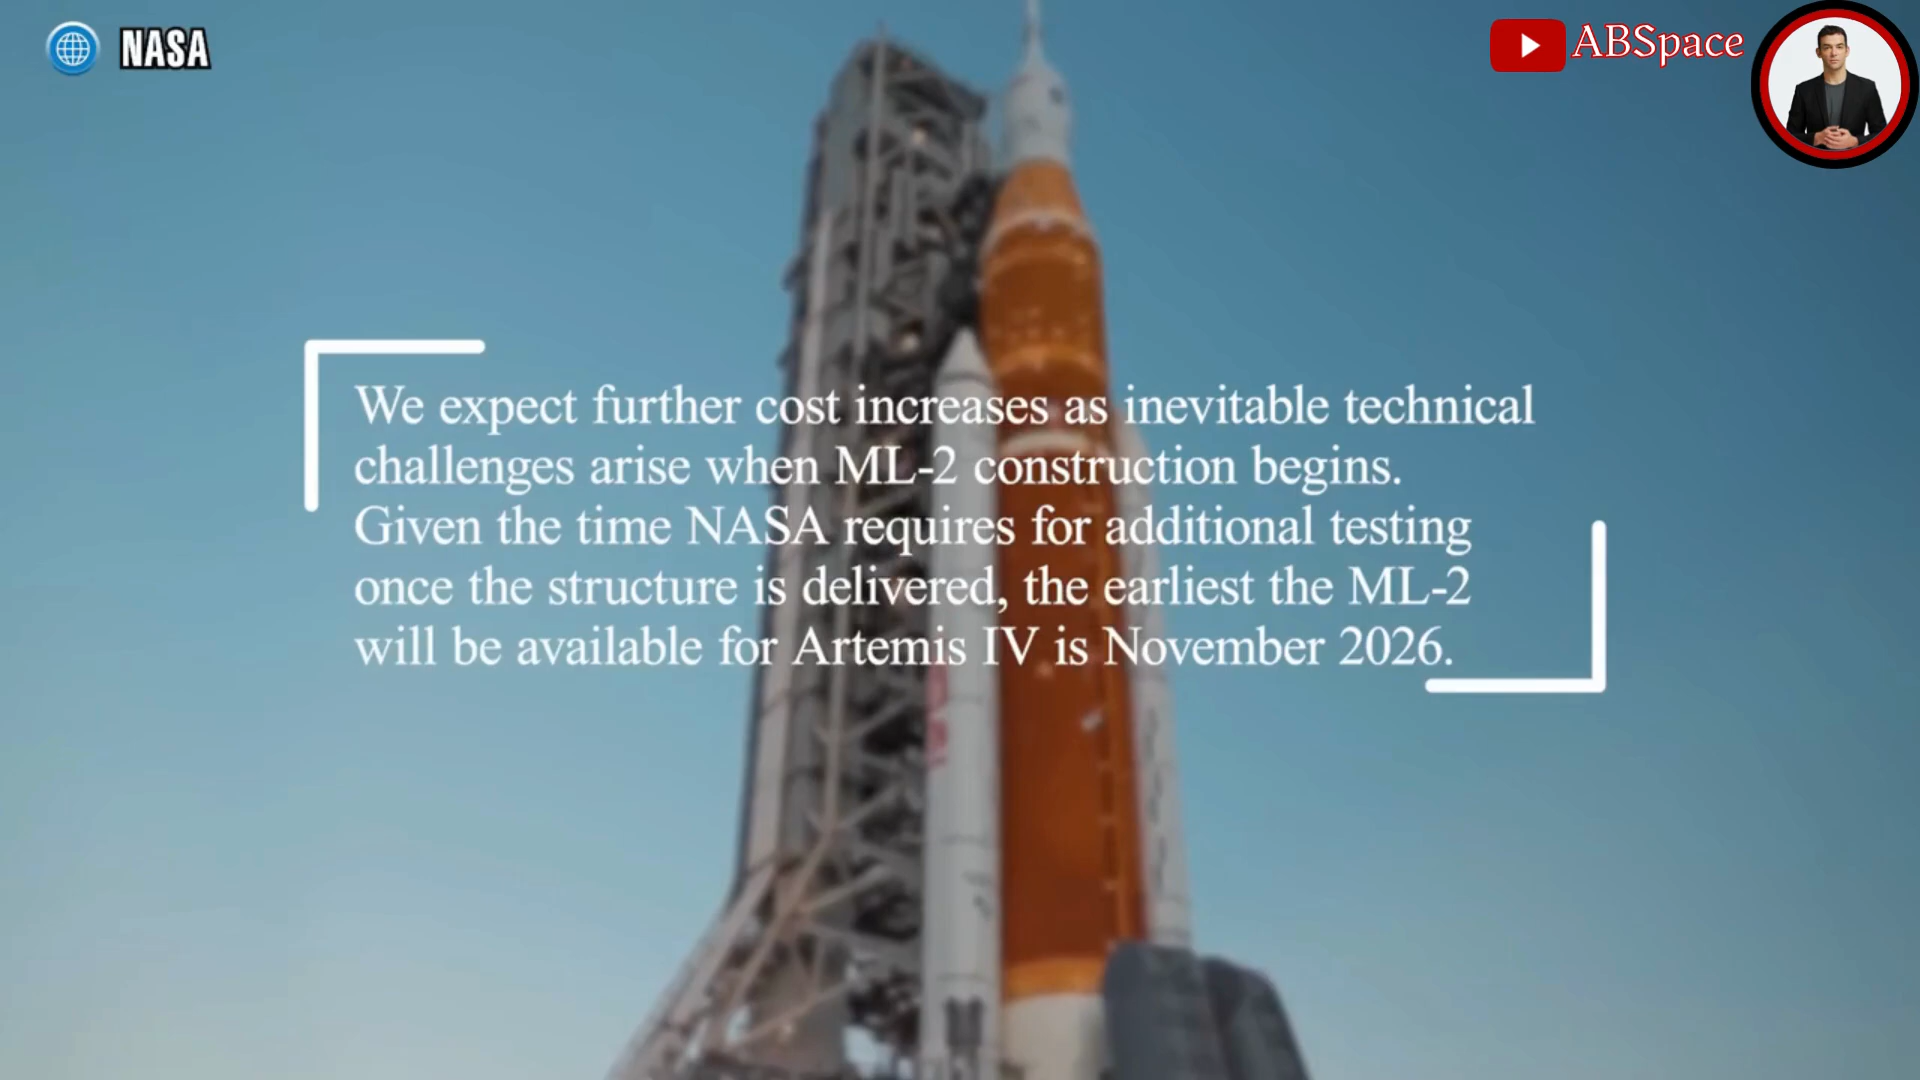 NASA
ABSpace
We expect further cost increases as inevitable technical
challenges arise when ML-2 construction begins.
Given the time NASA requires for additional testing
once the structure is delivered, the earliest the ML-2
will be available for Artemis IV is November 2026.